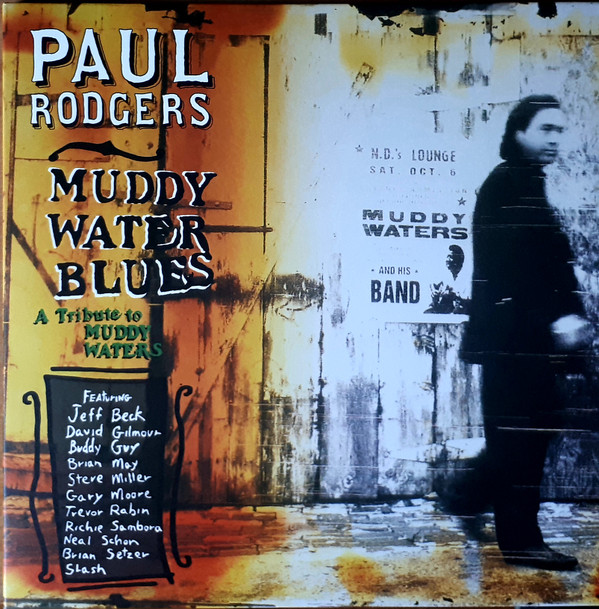 PAUL
RODGERS
MUDDY
WATER
BLUES
A Tribute to
MUDDY
WATERS
FEATURING
Jeff Beck
David Gilmour
Buddy Guy
Brian May
Steve Miller
Gary Moore
Trevor Rabin
Richie Sambora
Neal Schon
Brian Setzer
Slash
N.D.'s LOUNGE
SAT. OCT. 6
MUDDY
WATERS
- AND HIS -
BAND